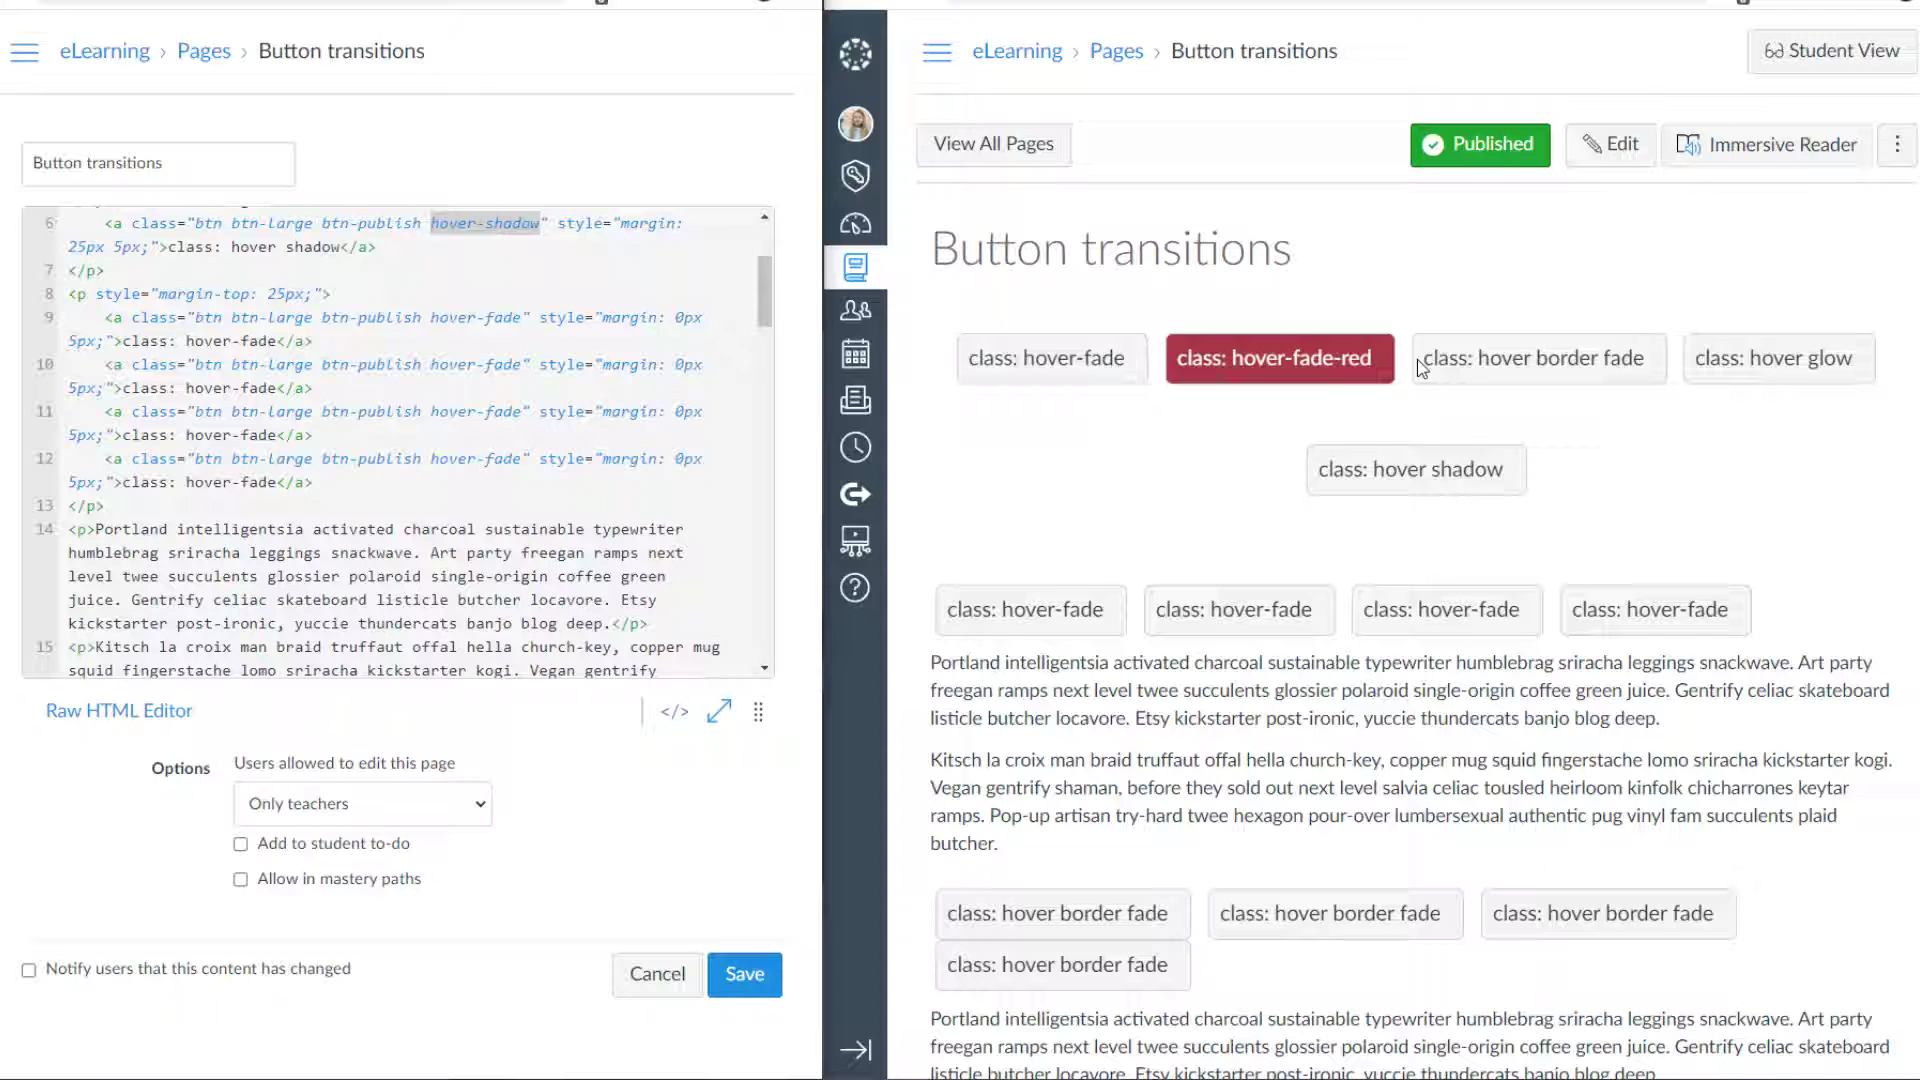 eLearning › Pages › Button transitions
Button transitions
6 <a class="btn btn-large btn-publish hover-shadow" style="margin:
25px 5px;">class: hover shadow</a>
7 </p>
8 <p style="margin-top: 25px;">
9 <a class="btn btn-large btn-publish hover-fade" style="margin: 0px
5px;">class: hover-fade</a>
10 <a class="btn btn-large btn-publish hover-fade" style="margin: 0px
5px;">class: hover-fade</a>
11 <a class="btn btn-large btn-publish hover-fade" style="margin: 0px
5px;">class: hover-fade</a>
12 <a class="btn btn-large btn-publish hover-fade" style="margin: 0px
5px;">class: hover-fade</a>
13 </p>
14 <p>Portland intelligentsia activated charcoal sustainable typewriter
humblebrag sriracha leggings snackwave. Art party freegan ramps next
level twee succulents glossier polaroid single-origin coffee green
juice. Gentrify celiac skateboard listicle butcher locavore. Etsy
kickstarter post-ironic, yuccie thundercats banjo blog deep.</p>
15 <p>Kitsch la croix man braid truffaut offal hella church-key, copper mug
squid fingerstache lomo sriracha kickstarter kogi. Vegan gentrify
Raw HTML Editor
</>
Options
Users allowed to edit this page
Only teachers
Add to student to-do
Allow in mastery paths
Notify users that this content has changed
Cancel
Save
eLearning › Pages › Button transitions
Student View
View All Pages
Published
Edit
Immersive Reader
Button transitions
class: hover-fade
class: hover-fade-red
class: hover border fade
class: hover glow
class: hover shadow
class: hover-fade
class: hover-fade
class: hover-fade
class: hover-fade
Portland intelligentsia activated charcoal sustainable typewriter humblebrag sriracha leggings snackwave. Art party
freegan ramps next level twee succulents glossier polaroid single-origin coffee green juice. Gentrify celiac skateboard
listicle butcher locavore. Etsy kickstarter post-ironic, yuccie thundercats banjo blog deep.
Kitsch la croix man braid truffaut offal hella church-key, copper mug squid fingerstache lomo sriracha kickstarter kogi.
Vegan gentrify shaman, before they sold out next level salvia celiac tousled heirloom kinfolk chicharrones keytar
ramps. Pop-up artisan try-hard twee hexagon pour-over lumbersexual authentic pug vinyl fam succulents plaid
butcher.
class: hover border fade
class: hover border fade
class: hover border fade
class: hover border fade
Portland intelligentsia activated charcoal sustainable typewriter humblebrag sriracha leggings snackwave. Art party
freegan ramps next level twee succulents glossier polaroid single-origin coffee green juice. Gentrify celiac skateboard
listicle butcher locavore. Etsy kickstarter post-ironic, yuccie thundercats banjo blog deep